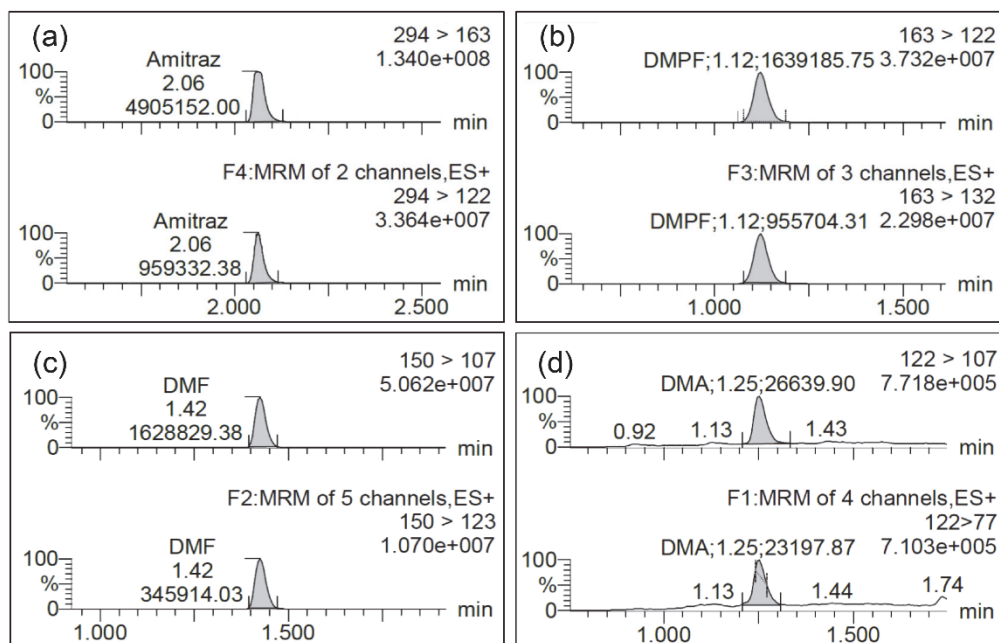 (a)
294 > 163
1.340e+008
Amitraz
2.06
4905152.00
100
%
0
min
F4:MRM of 2 channels,ES+
294 > 122
3.364e+007
Amitraz
2.06
959332.38
100
%
0
min
2.000 2.500
(b)
163 > 122
DMPF;1.12;1639185.75 3.732e+007
100
%
0
min
F3:MRM of 3 channels,ES+
163 > 132
DMPF;1.12;955704.31 2.298e+007
100
%
0
min
1.000 1.500
(c)
150 > 107
5.062e+007
DMF
1.42
1628829.38
100
%
0
min
F2:MRM of 5 channels,ES+
150 > 123
1.070e+007
DMF
1.42
345914.03
100
%
0
min
1.000 1.500
(d)
122 > 107
DMA;1.25;26639.90 7.718e+005
100
%
0
0.92 1.13 1.43
min
F1:MRM of 4 channels,ES+
122>77
DMA;1.25;23197.87 7.103e+005
100
%
0
1.13 1.44 1.74
min
1.000 1.500